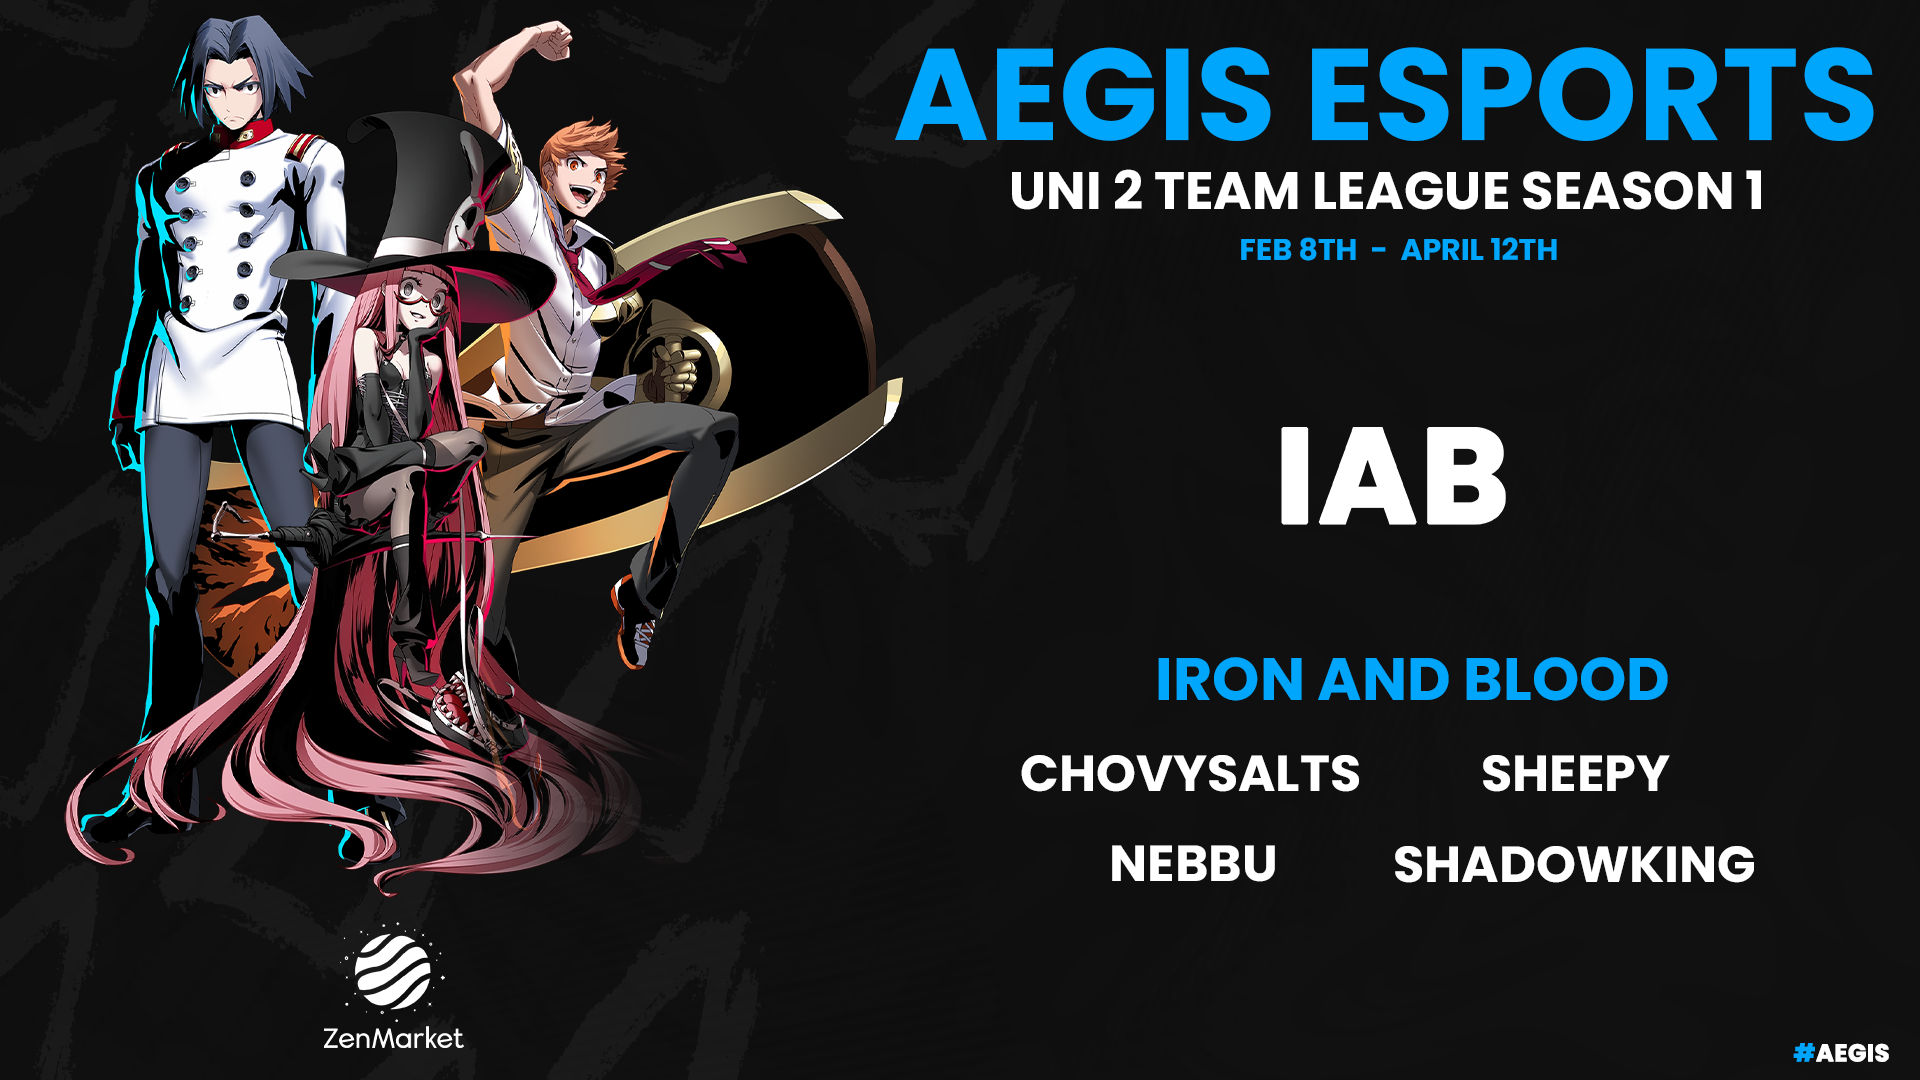 AEGIS ESPORTS
UNI 2 TEAM LEAGUE SEASON 1
FEB 8TH - APRIL 12TH
IAB
IRON AND BLOOD
CHOVYSALTS SHEEPY
NEBBU SHADOWKING
ZenMarket
#AEGIS